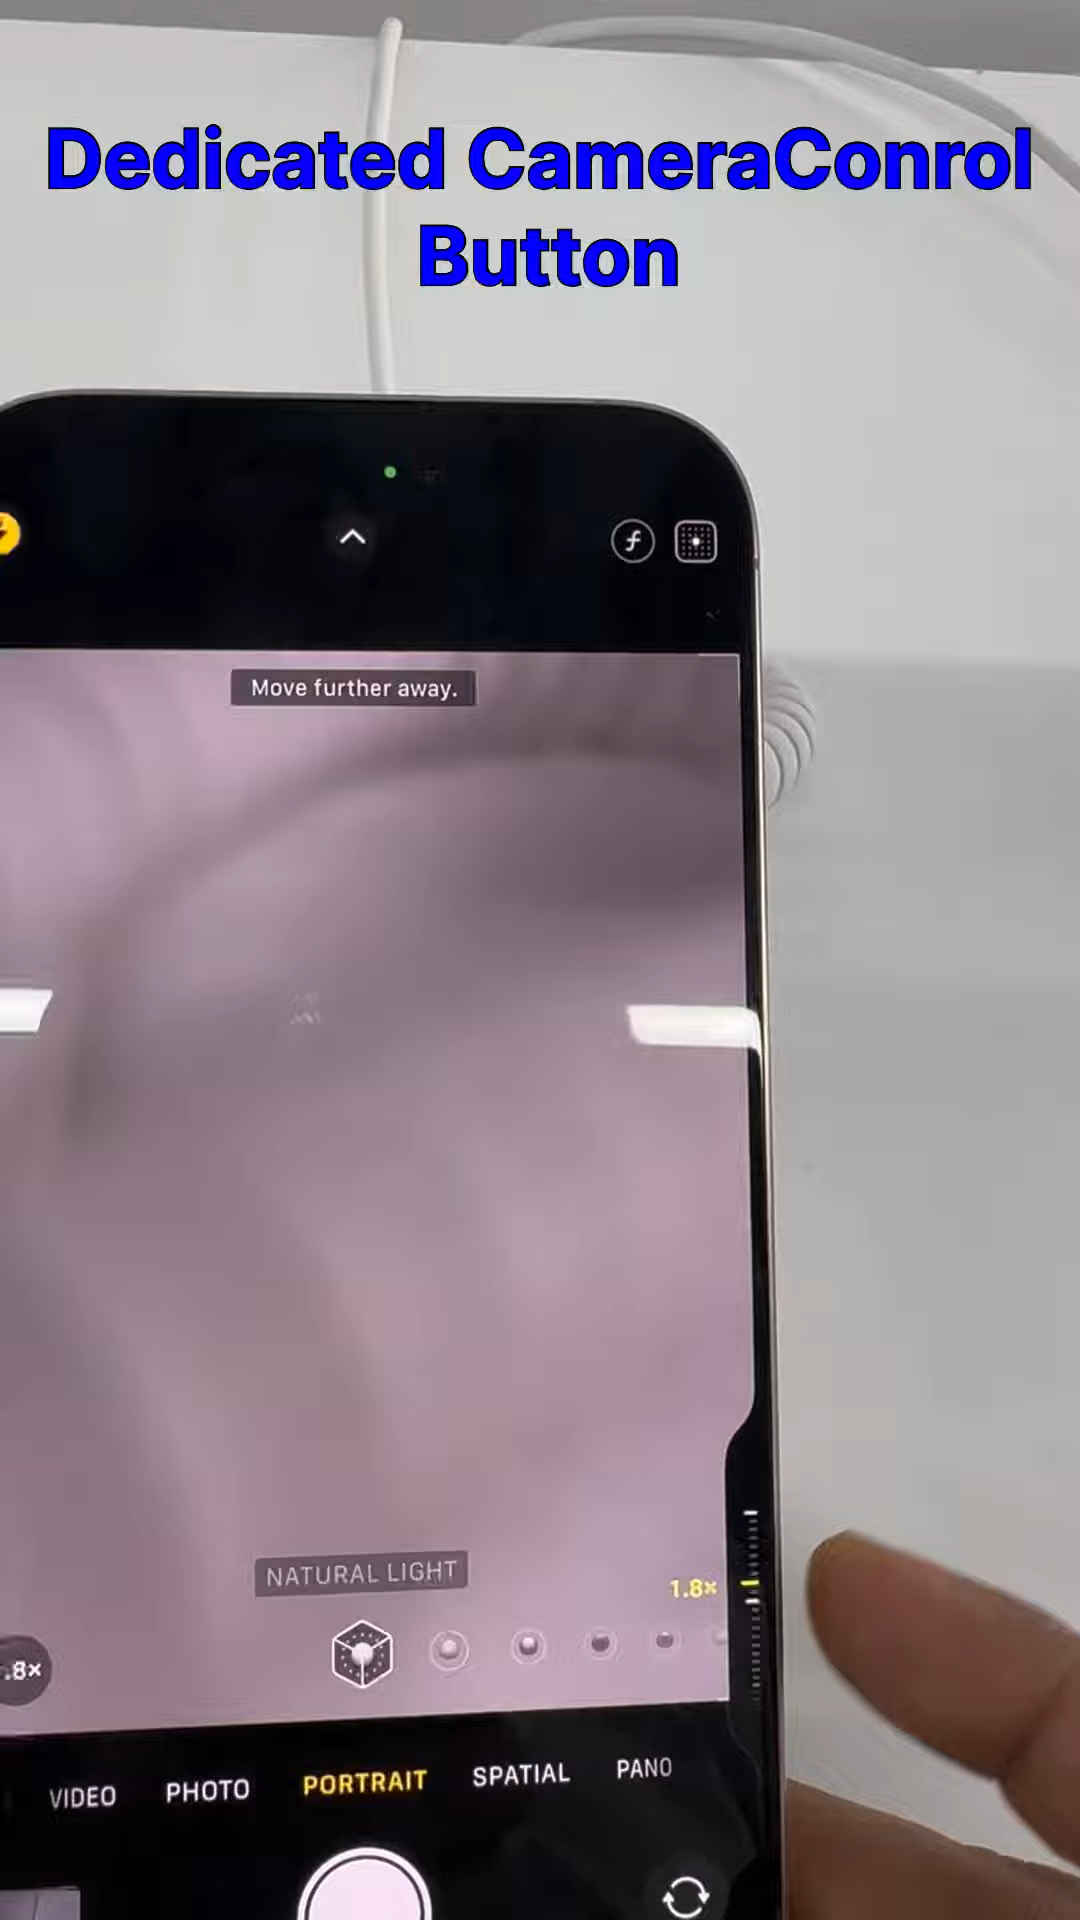 Dedicated CameraConrol
Button
Move further away.
NATURAL LIGHT
1.8×
.8×
VIDEO PHOTO PORTRAIT SPATIAL PANO